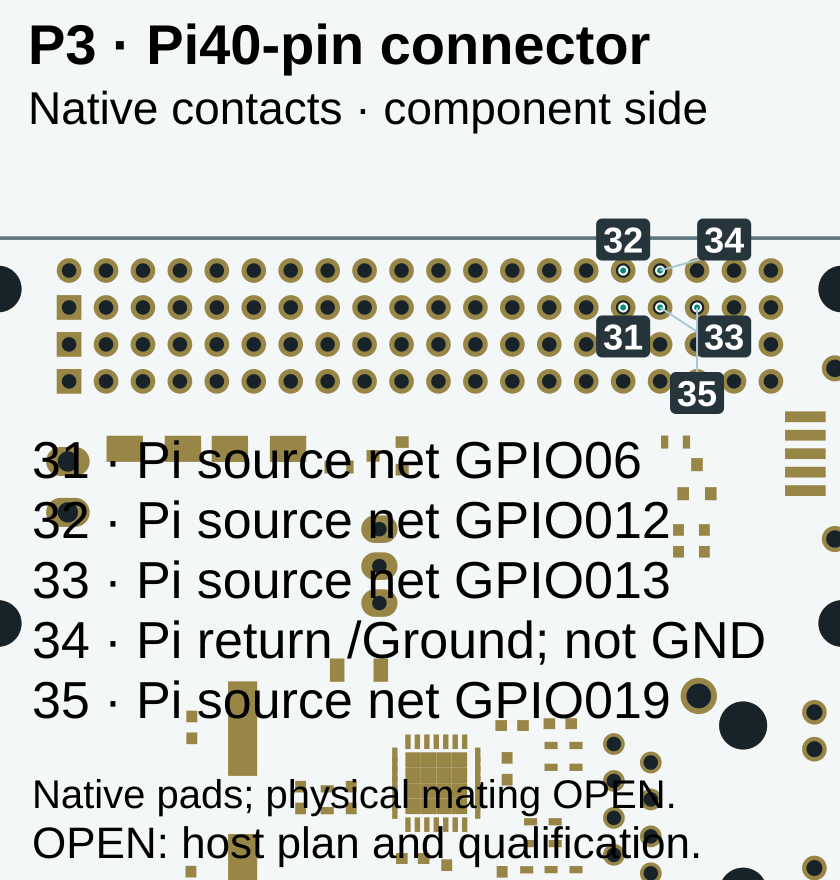 P3 · Pi40-pin connector
Native contacts · component side
32 34
31 33
35
31 · Pi source net GPIO06
32 · Pi source net GPIO012
33 · Pi source net GPIO013
34 · Pi return /Ground; not GND
35 · Pi source net GPIO019
Native pads; physical mating OPEN.
OPEN: host plan and qualification.